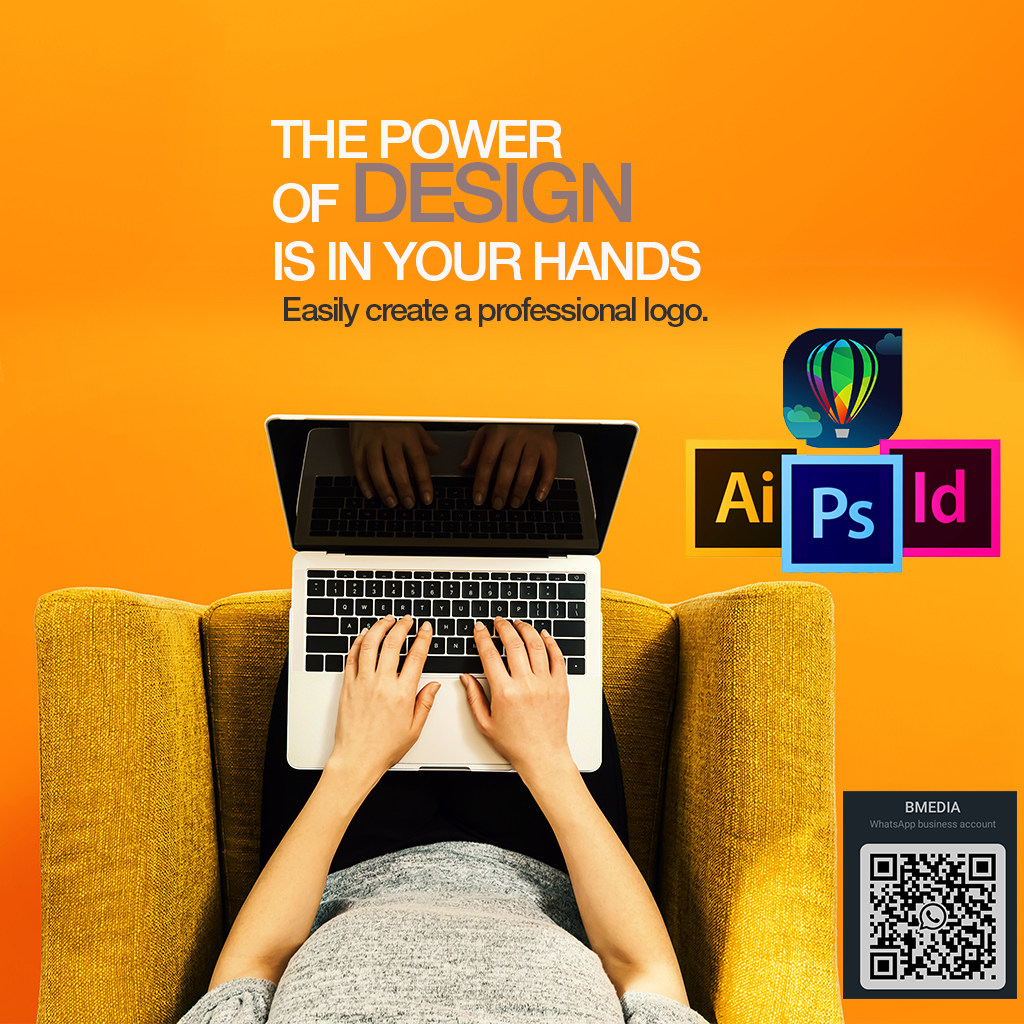 THE POWER
OF DESIGN
IS IN YOUR HANDS
Easily create a professional logo.
Ai
Ps
Id
Q W E R T Y U I O P
BMEDIA
WhatsApp business account